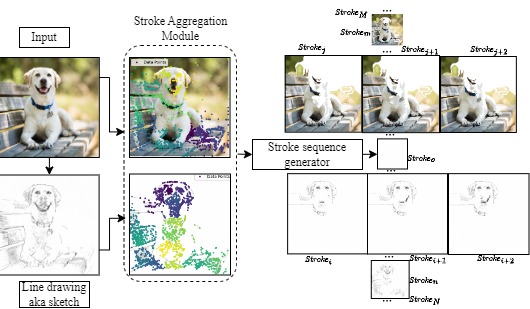 Input
Stroke Aggregation
Module
Data Points
Data Points
Line drawing
aka sketch
Stroke sequence
generator
Stroke_M
Stroke_m
...
Stroke_j
Stroke_{j+1}
Stroke_{j+2}
...
Stroke_o
...
Stroke_i
Stroke_{i+1}
Stroke_{i+2}
...
Stroke_n
... Stroke_N